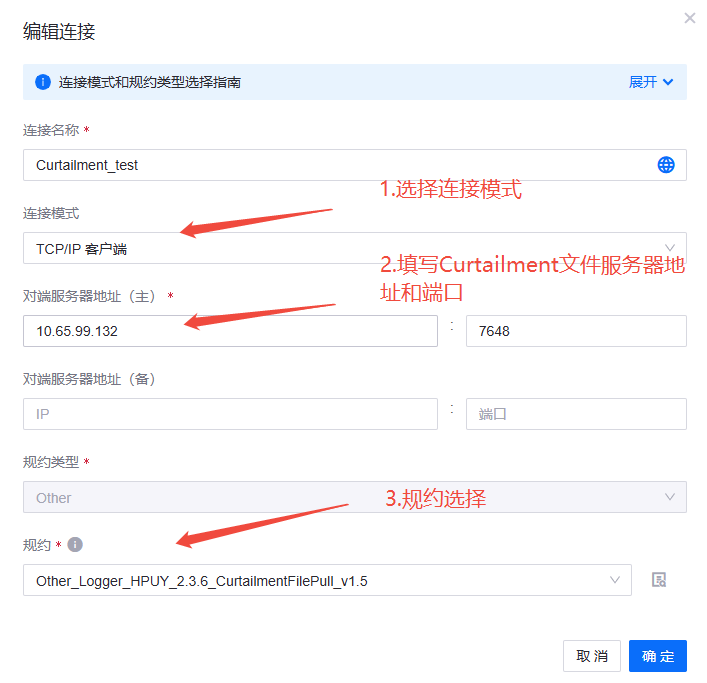 编辑连接
连接模式和规约类型选择指南 展开
连接名称 *
Curtailment_test
1.选择连接模式
连接模式
TCP/IP 客户端
2.填写Curtailment文件服务器地
址和端口
对端服务器地址（主） *
10.65.99.132 : 7648
对端服务器地址（备）
IP : 端口
规约类型 *
Other
3.规约选择
规约 *
Other_Logger_HPUY_2.3.6_CurtailmentFilePull_v1.5
取消 确定